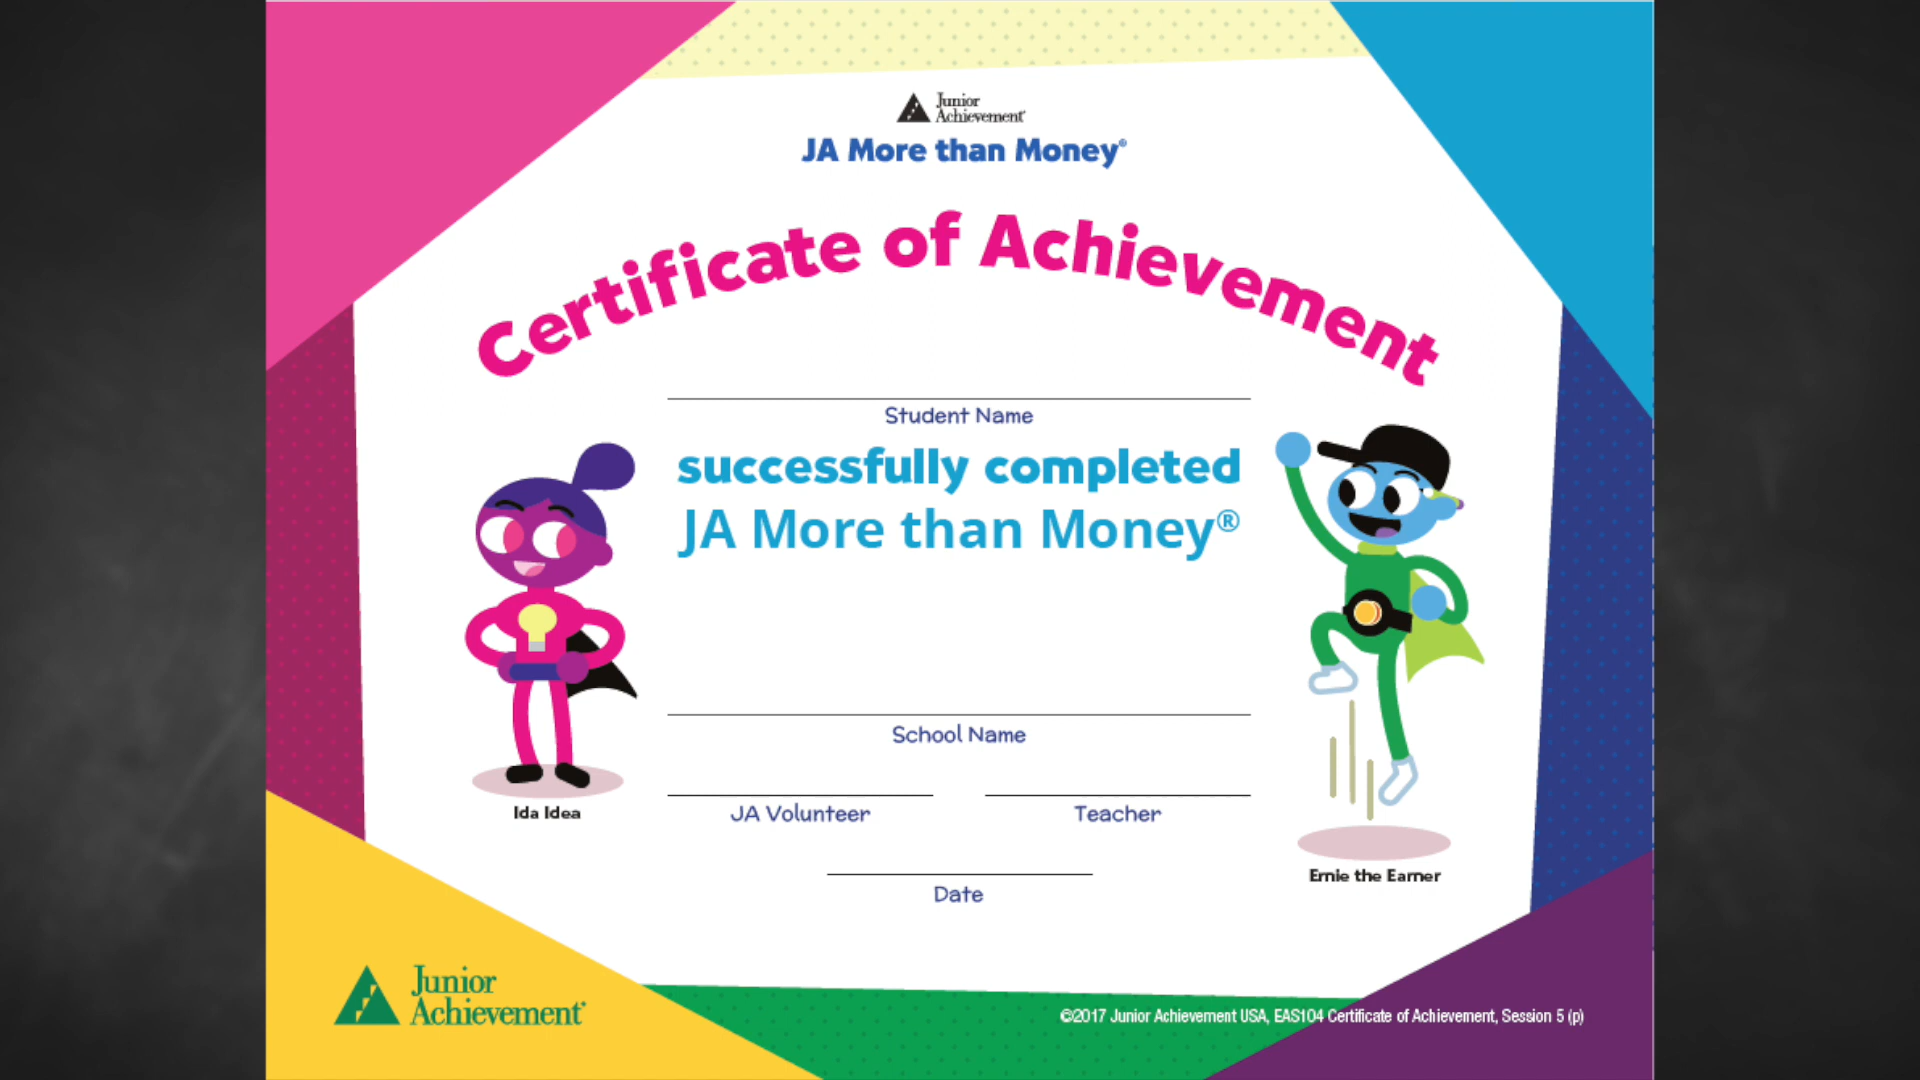 Junior
Achievement®
JA More than Money®
Certificate of Achievement
Student Name
successfully completed
JA More than Money®
School Name
JA Volunteer
Teacher
Date
Ida Idea
Ernie the Earner
Junior
Achievement®
©2017 Junior Achievement USA, EAS104 Certificate of Achievement, Session 5 (p)